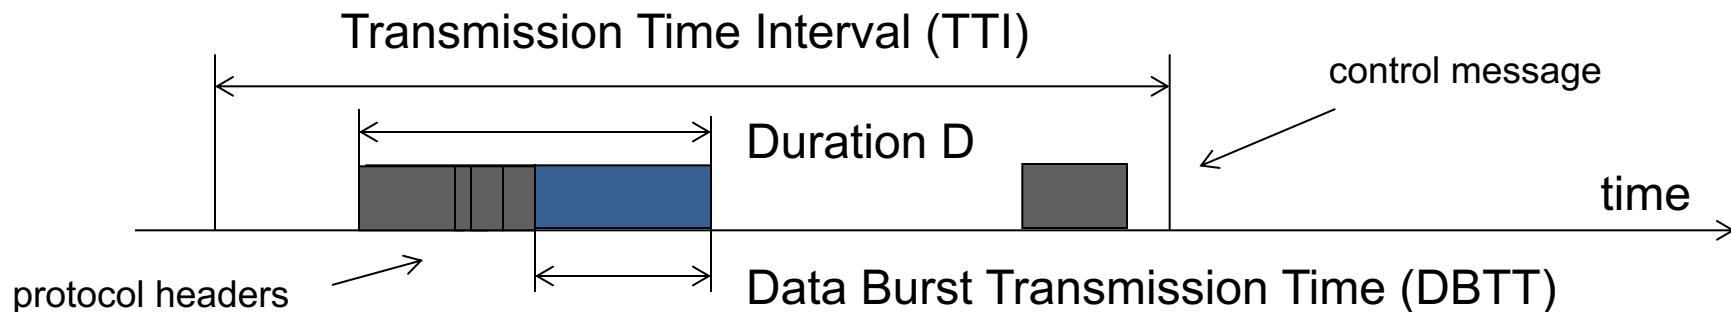 Transmission Time Interval (TTI)
control message
Duration D
time
protocol headers
Data Burst Transmission Time (DBTT)